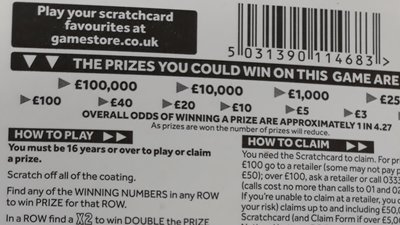 Play your scratchcard
favourites at
gamestore.co.uk
5 031390 114683 >
THE PRIZES YOU COULD WIN ON THIS GAME ARE
£100,000 £10,000 £1,000 £25
£100 £40 £20 £10 £5 £3
OVERALL ODDS OF WINNING A PRIZE ARE APPROXIMATELY 1 IN 4.27
As prizes are won the number of prizes will reduce.
HOW TO PLAY
You must be 16 years or over to play or claim
a prize.
Scratch off all of the coating.
Find any of the WINNING NUMBERS in any ROW
to win PRIZE for that ROW.
In a ROW find a X2 to win DOUBLE the PRIZE
HOW TO CLAIM
You need the Scratchcard to claim. For pr
£100 go to a retailer (some may not pay
£50); over £100, ask a retailer or call 0333
(calls cost no more than calls to 01 and 02
If you're unable to claim at a retailer, you c
your risk) claims up to and including £50,0
Scratchcard (and Claim Form if over £5,00